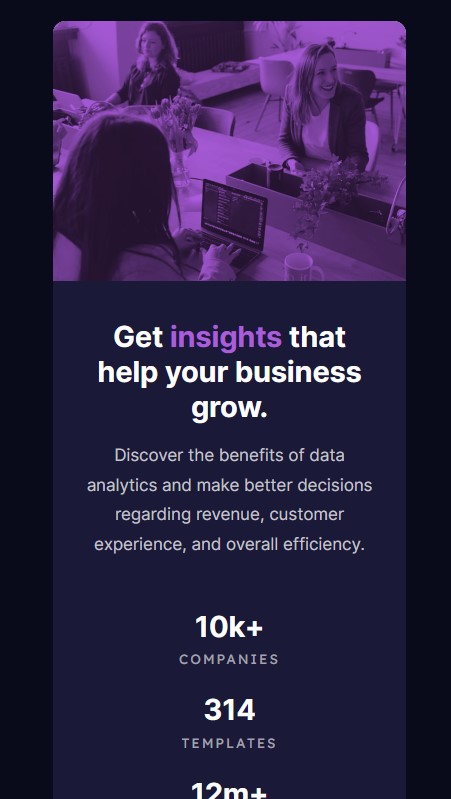 Get insights that
help your business
grow.
Discover the benefits of data
analytics and make better decisions
regarding revenue, customer
experience, and overall efficiency.
10k+
COMPANIES
314
TEMPLATES
12m+